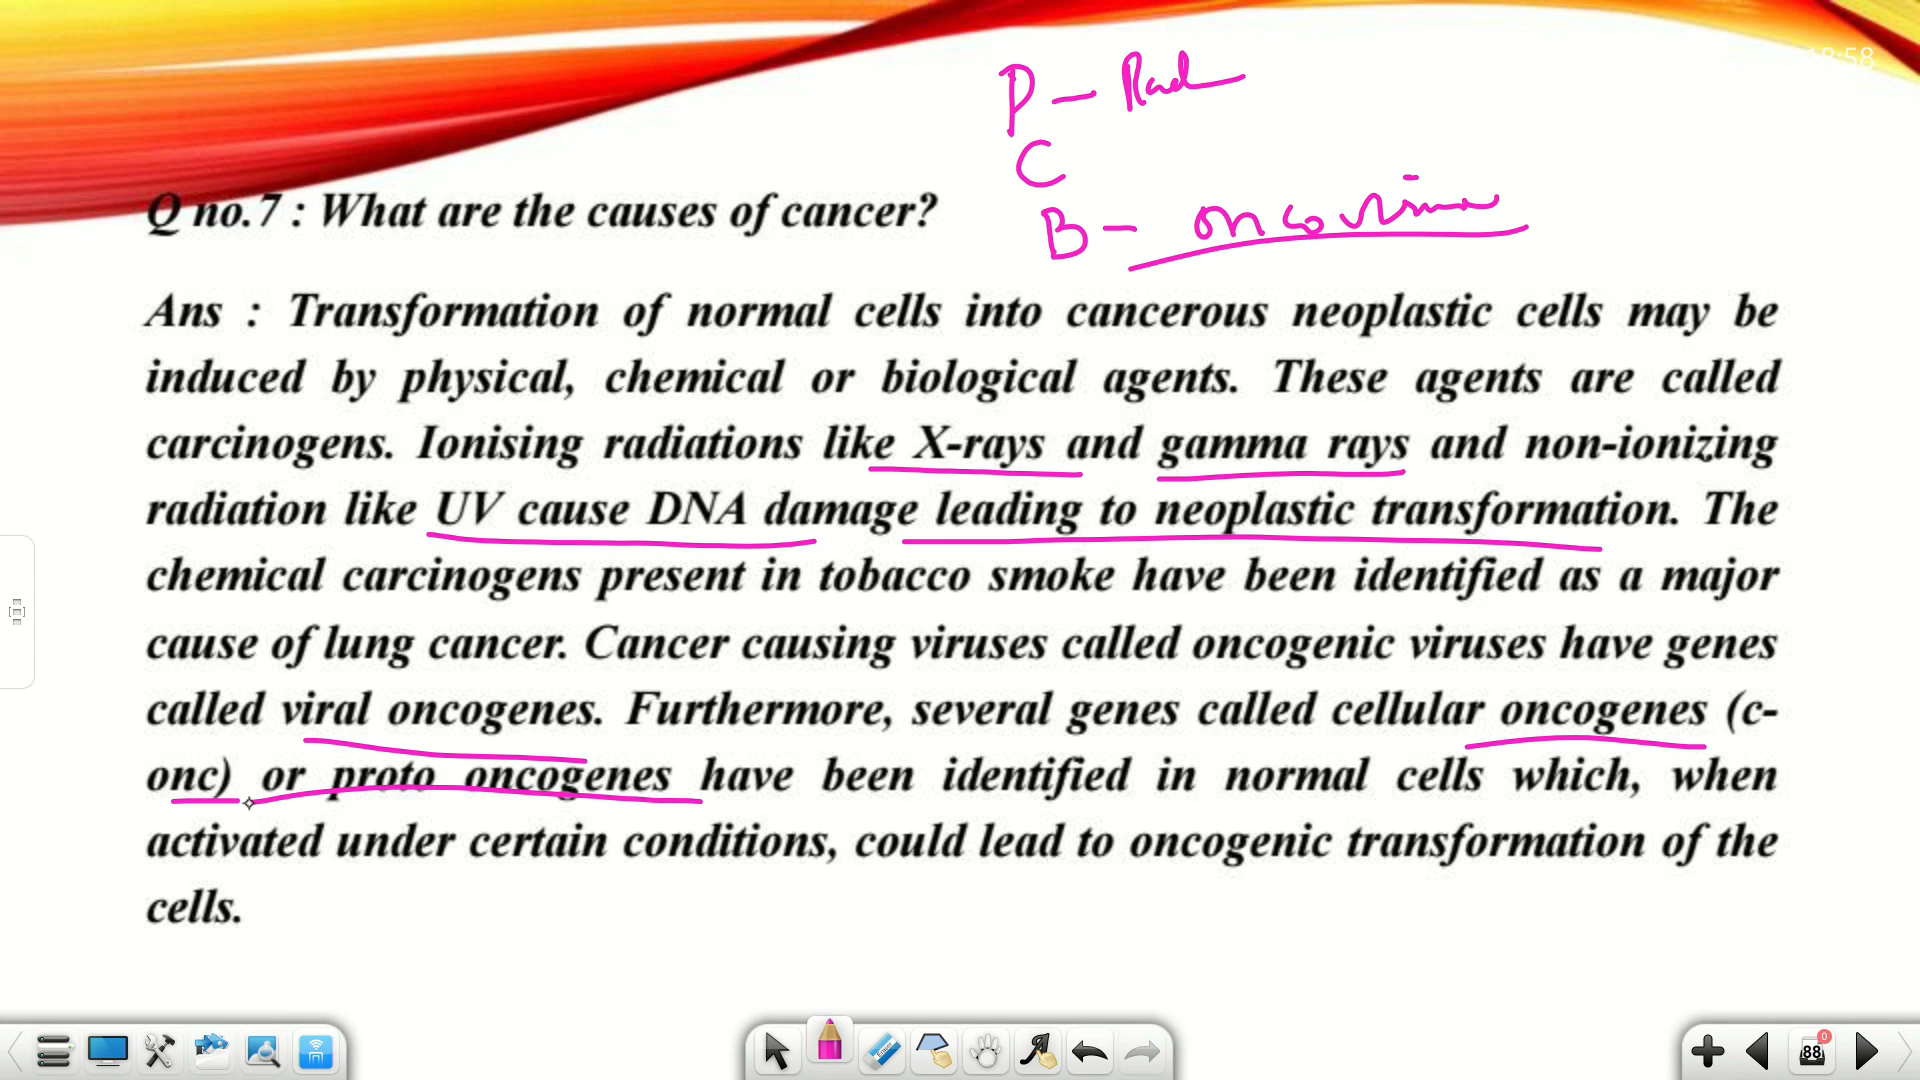 18:58
P - Rad
C
B -
Q no.7 : What are the causes of cancer?
Ans : Transformation of normal cells into cancerous neoplastic cells may be
induced by physical, chemical or biological agents. These agents are called
carcinogens. Ionising radiations like X-rays and gamma rays and non-ionizing
radiation like UV cause DNA damage leading to neoplastic transformation. The
chemical carcinogens present in tobacco smoke have been identified as a major
cause of lung cancer. Cancer causing viruses called oncogenic viruses have genes
called viral oncogenes. Furthermore, several genes called cellular oncogenes (c-
onc) or proto oncogenes have been identified in normal cells which, when
activated under certain conditions, could lead to oncogenic transformation of the
cells.
88
0